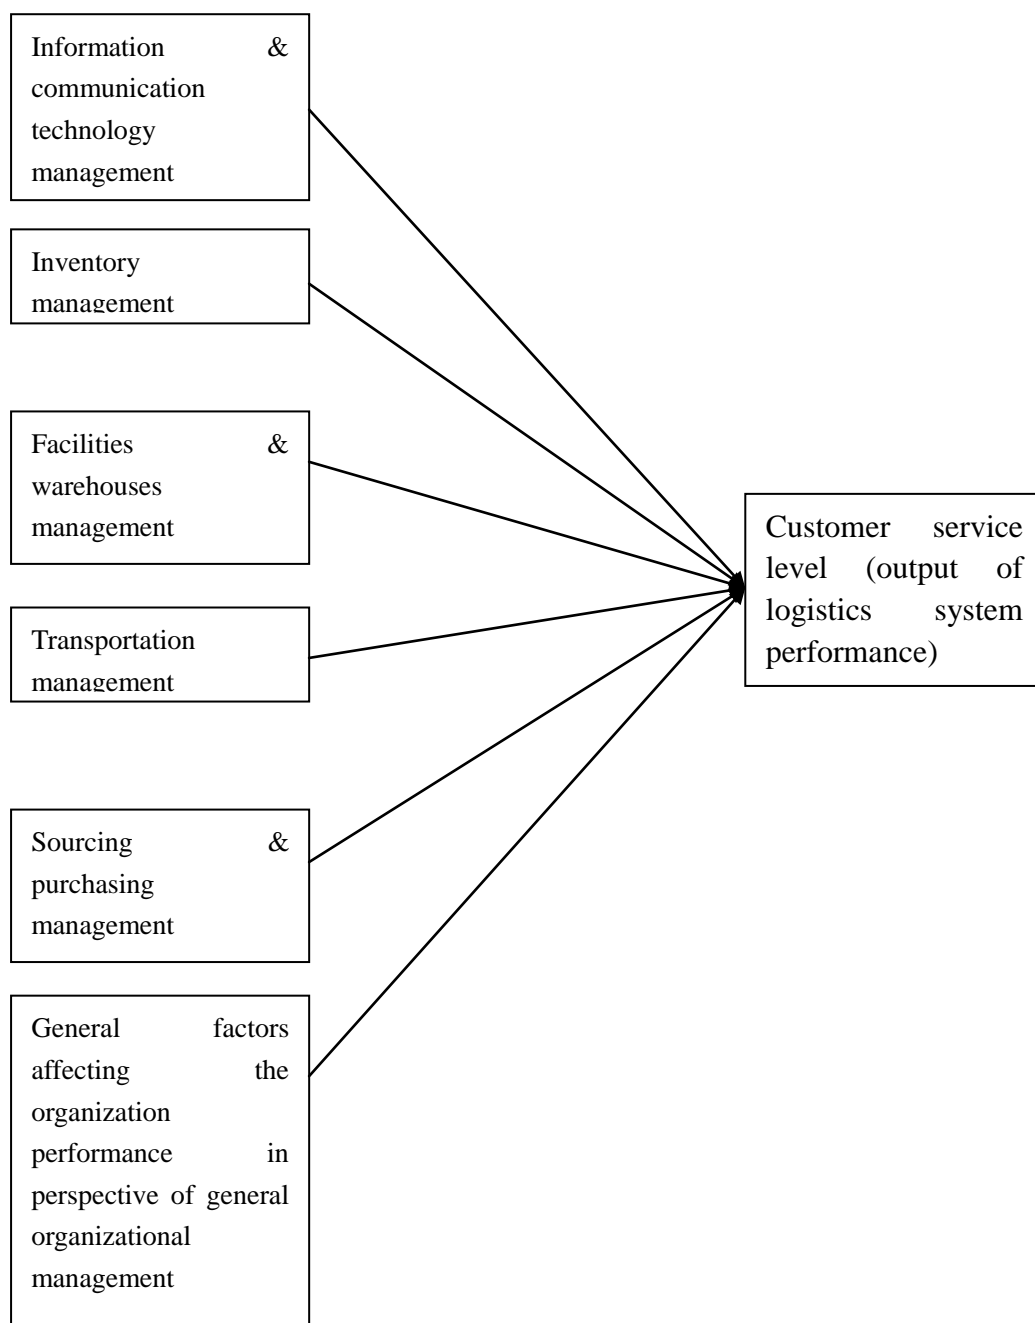 Information &
communication
technology
management
Inventory
management
Facilities &
warehouses
management
Transportation
management
Sourcing &
purchasing
management
General factors
affecting the
organization
performance in
perspective of general
organizational
management
Customer service
level (output of
logistics system
performance)